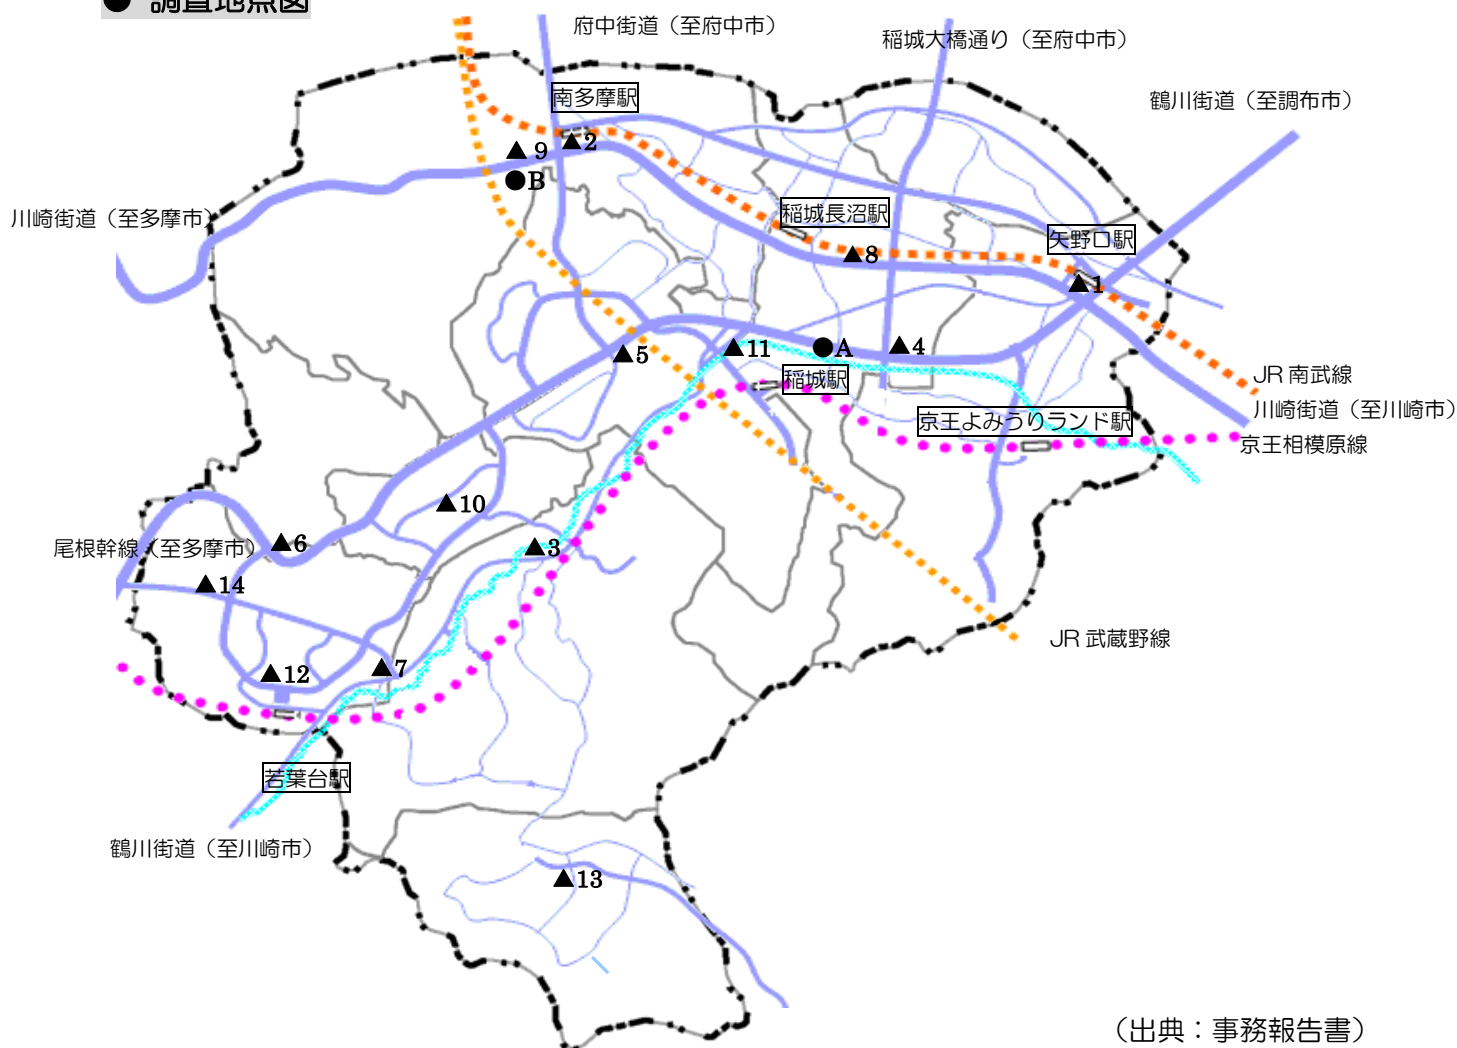 ● 調査地点図
府中街道（至府中市）
稲城大橋通り（至府中市）
鶴川街道（至調布市）
南多摩駅
▲9
▲2
●B
川崎街道（至多摩市）
稲城長沼駅
矢野口駅
▲8
▲1
▲5
▲11
●A
▲4
稲城駅
JR南武線
川崎街道（至川崎市）
京王よみうりランド駅
京王相模原線
▲10
尾根幹線（至多摩市）
▲6
▲3
▲14
JR武蔵野線
▲12
▲7
若葉台駅
鶴川街道（至川崎市）
▲13
（出典：事務報告書）